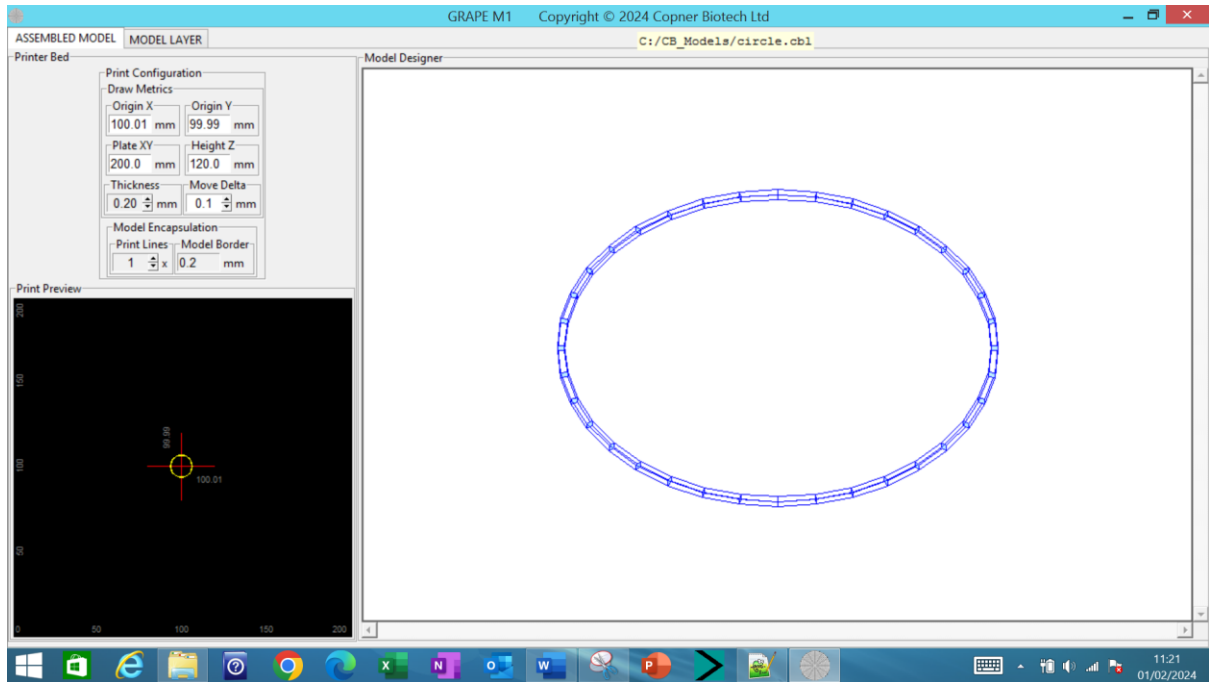 GRAPE M1 Copyright © 2024 Copner Biotech Ltd
ASSEMBLED MODEL MODEL LAYER
C:/CB_Models/circle.cbl
Printer Bed
Model Designer
Print Configuration
Draw Metrics
Origin X Origin Y
100.01 mm 99.99 mm
Plate XY Height Z
200.0 mm 120.0 mm
Thickness Move Delta
0.20 mm 0.1 mm
Model Encapsulation
Print Lines Model Border
1 x 0.2 mm
Print Preview
200
150
99.99
100
100.01
50
0 50 100 150 200
11:21
01/02/2024